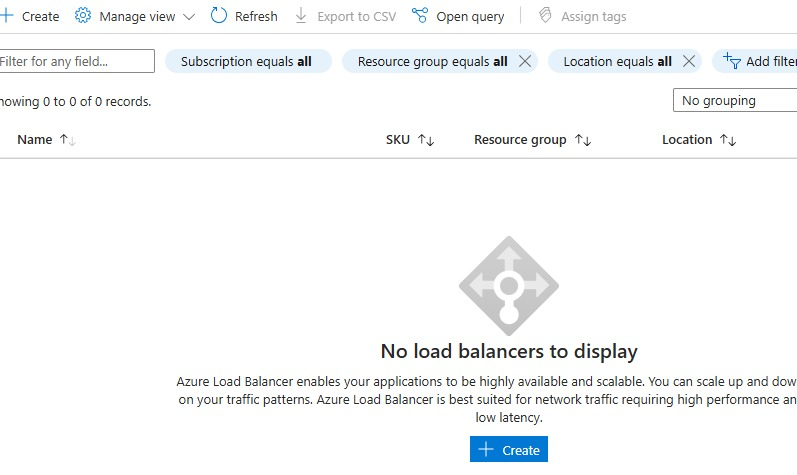 Create Manage view Refresh Export to CSV Open query Assign tags
Filter for any field... Subscription equals all Resource group equals all Location equals all Add filter
howing 0 to 0 of 0 records.
No grouping
Name SKU Resource group Location
No load balancers to display
Azure Load Balancer enables your applications to be highly available and scalable. You can scale up and dow
on your traffic patterns. Azure Load Balancer is best suited for network traffic requiring high performance an
low latency.
Create